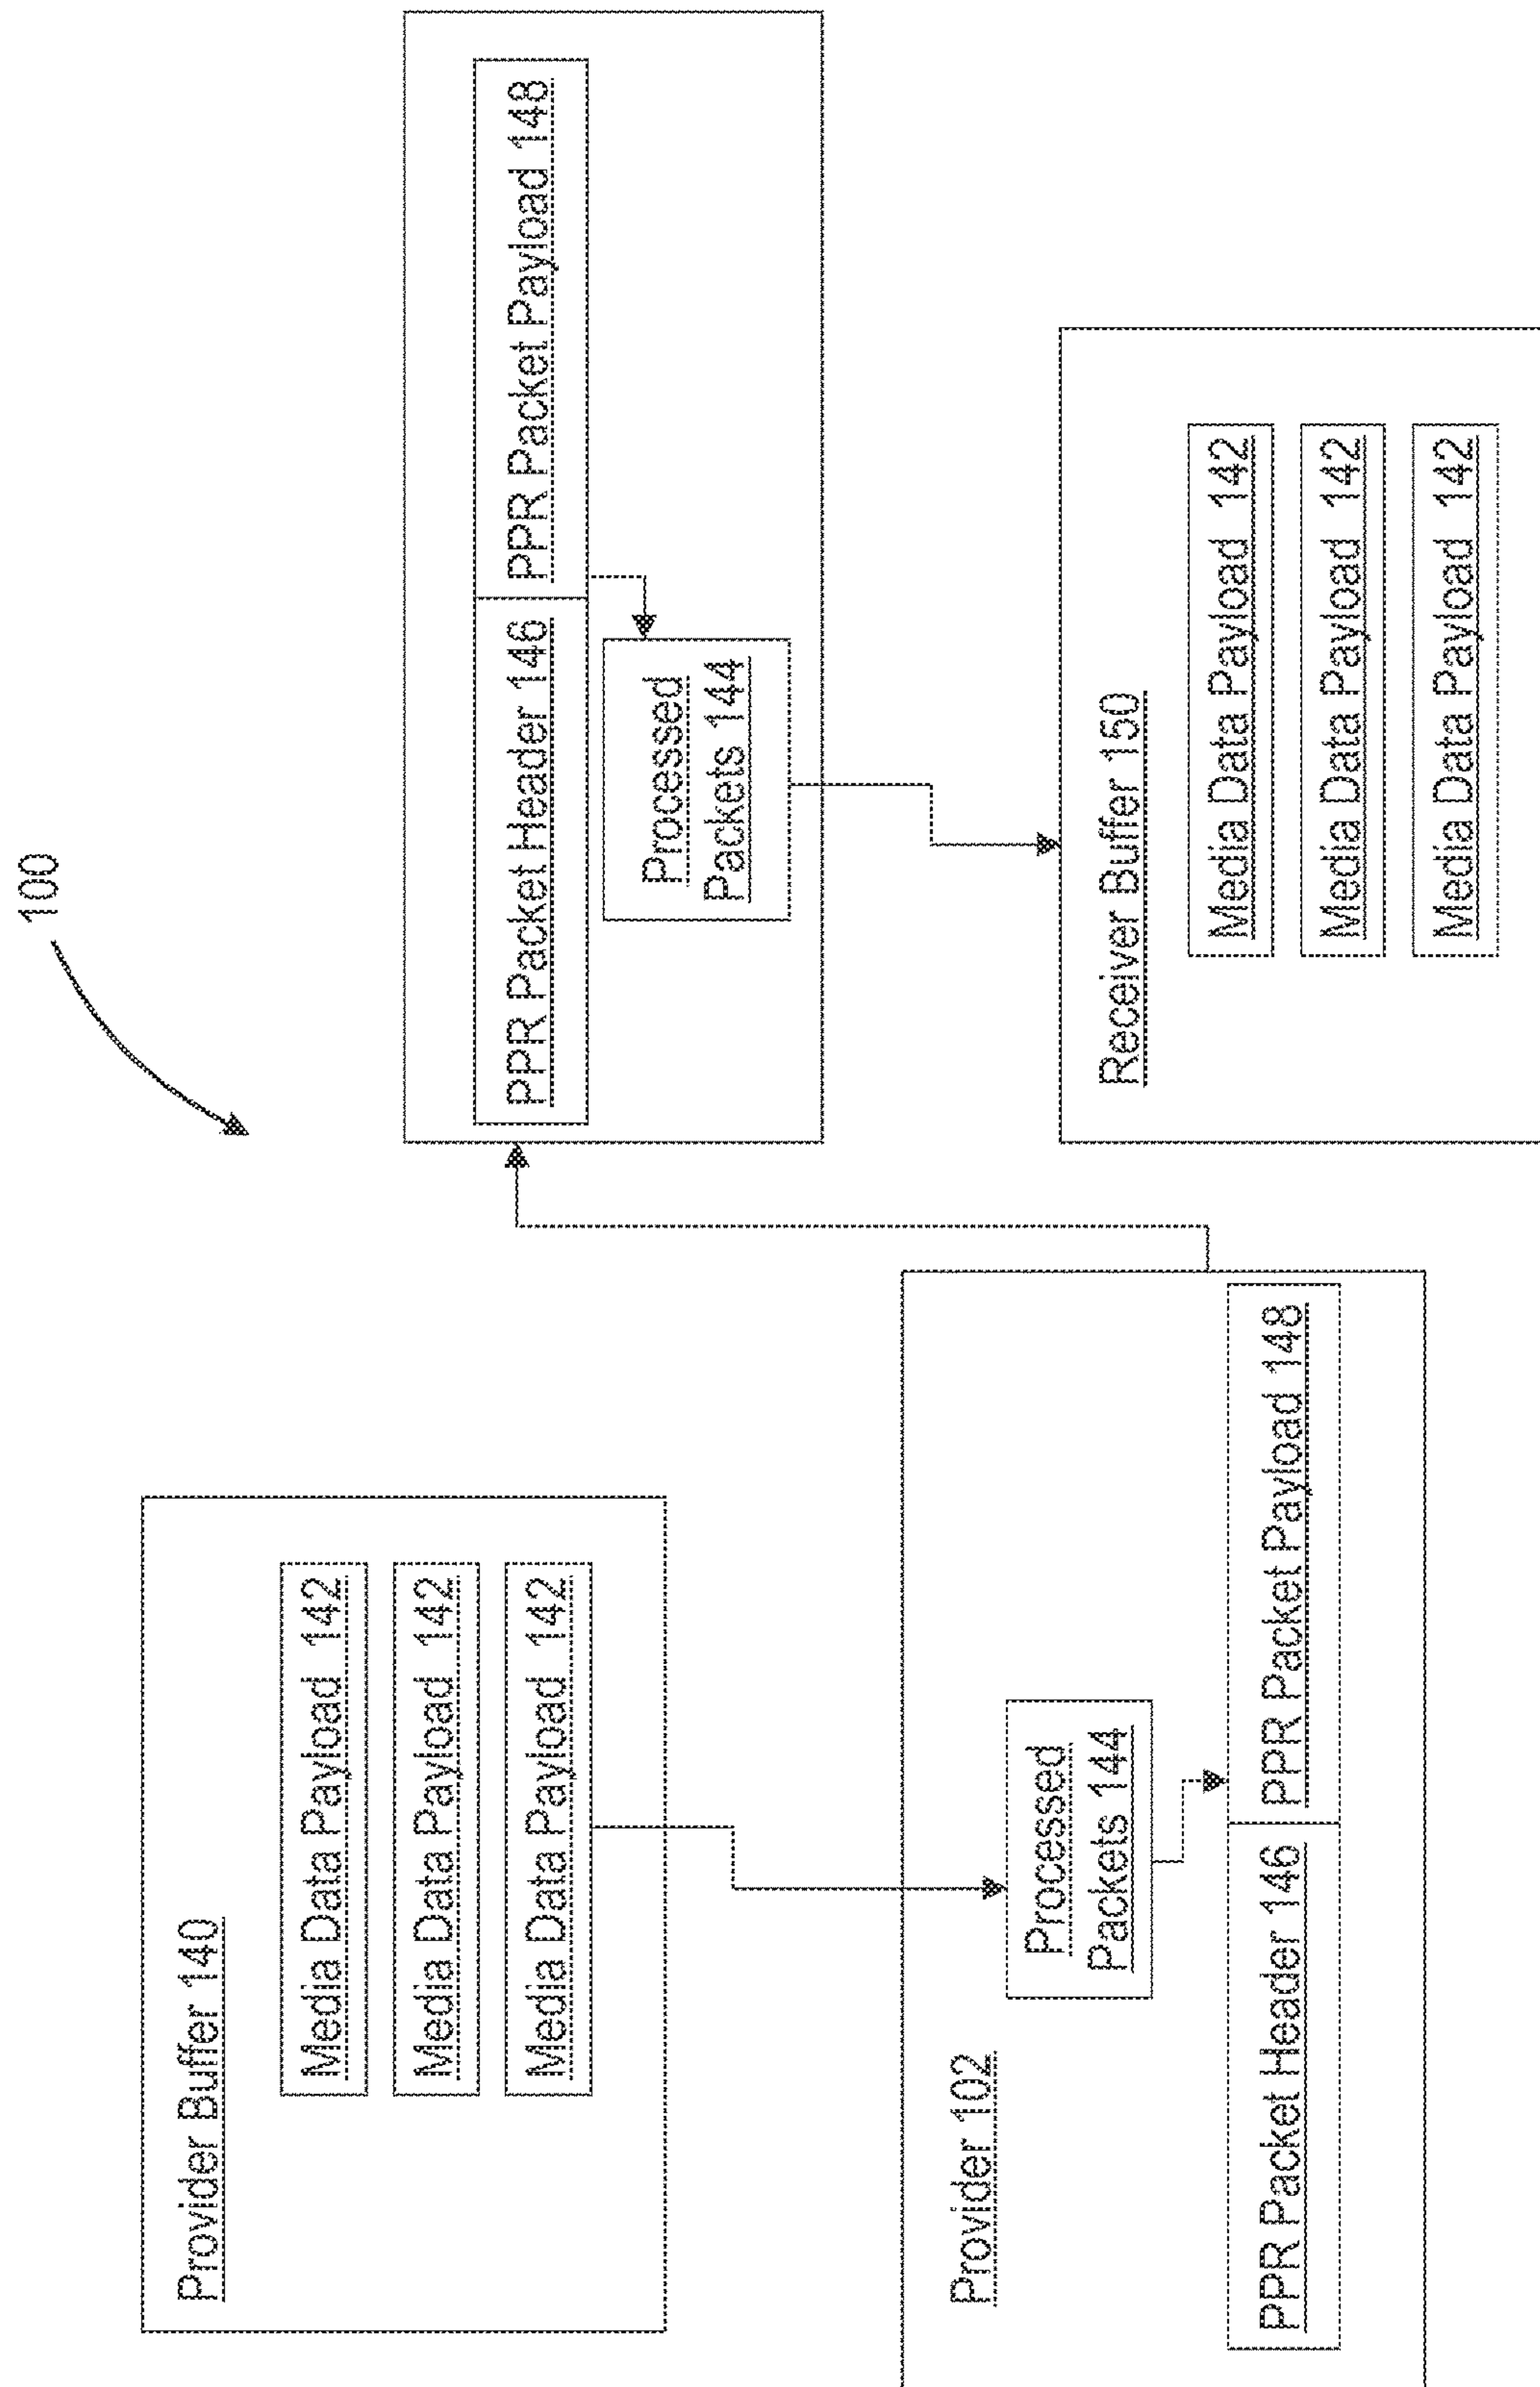 100
Provider Buffer 140
Media Data Payload 142
Media Data Payload 142
Media Data Payload 142
Provider 102
Processed
Packets 144
PPR Packet Header 146
PPR Packet Payload 148
PPR Packet Header 146
PPR Packet Payload 148
Processed
Packets 144
Receiver Buffer 150
Media Data Payload 142
Media Data Payload 142
Media Data Payload 142